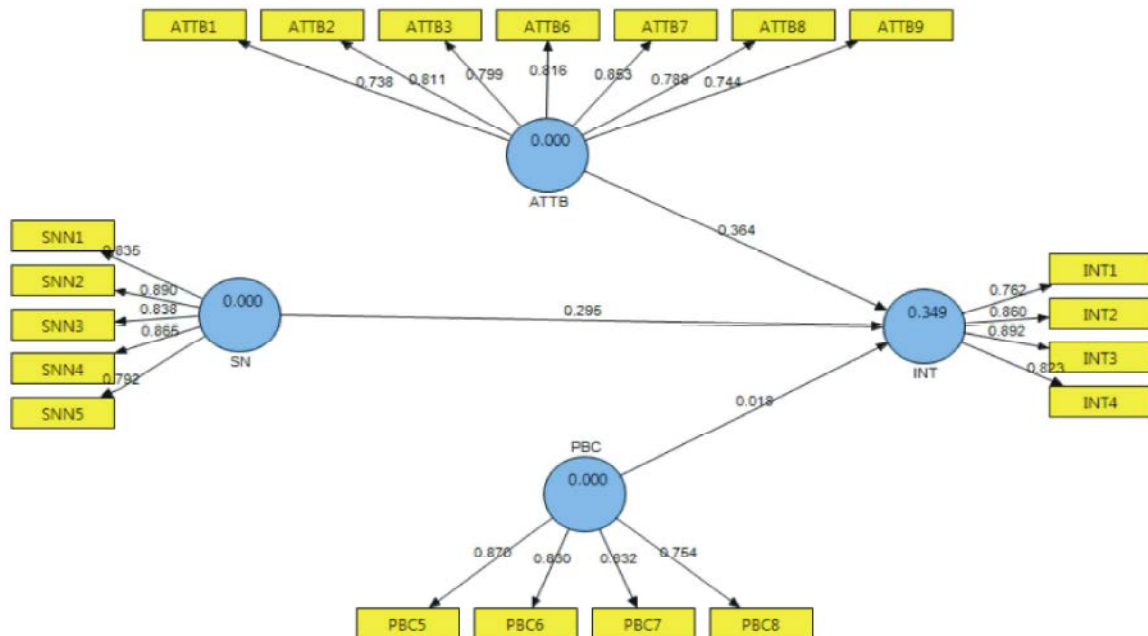 ATTB1 ATTB2 ATTB3 ATTB6 ATTB7 ATTB8 ATTB9
0.738 0.811 0.799 0.816 0.853 0.788 0.744
0.000
ATTB
0.364
SNN1
SNN2
SNN3
SNN4
SNN5
0.835
0.890
0.838
0.865
0.792
0.000
SN
0.295
0.349
INT
0.762
0.860
0.892
0.823
INT1
INT2
INT3
INT4
0.018
PBC
0.000
0.830 0.832 0.754
PBC5 PBC6 PBC7 PBC8